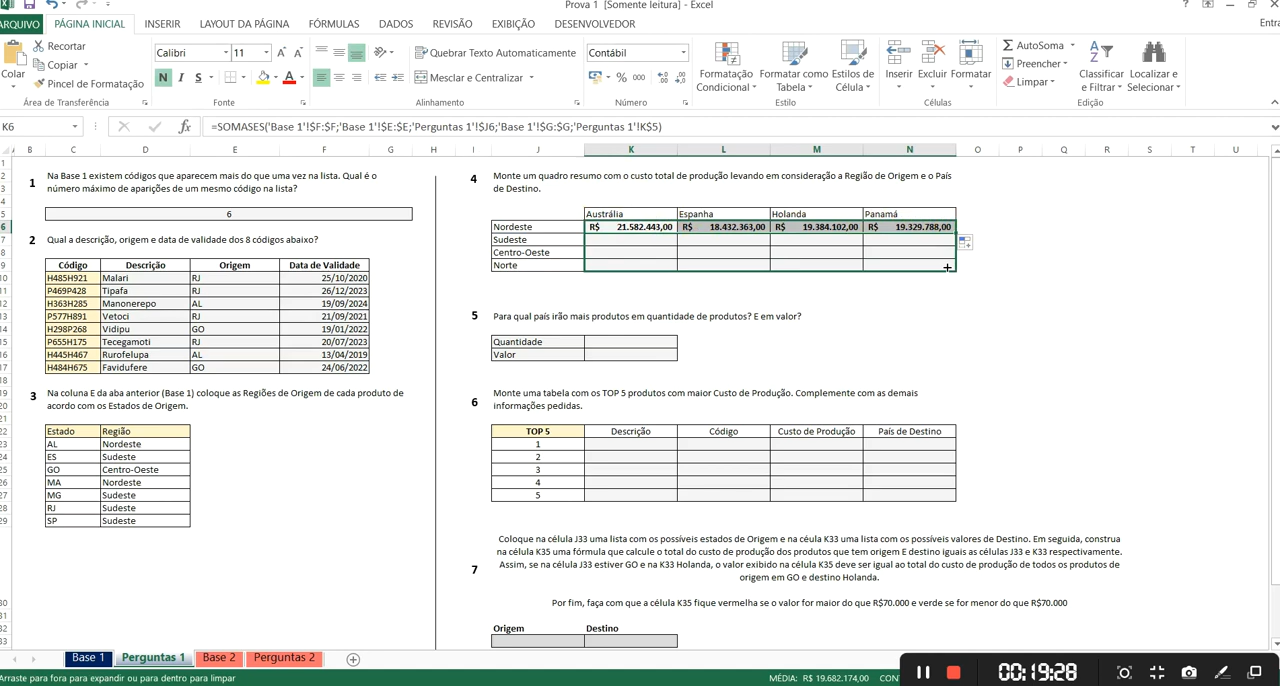 Prova 1 [Somente leitura] - Excel
?
ARQUIVO
PÁGINA INICIAL
INSERIR
LAYOUT DA PÁGINA
FÓRMULAS
DADOS
REVISÃO
EXIBIÇÃO
DESENVOLVEDOR
Entra
Colar
Recortar
Copiar
Pincel de Formatação
Área de Transferência
Calibri
11
N I S
Fonte
Quebrar Texto Automaticamente
Mesclar e Centralizar
Alinhamento
Contábil
% 000
Número
Formatação Condicional
Formatar como Tabela
Estilos de Célula
Estilo
Inserir
Excluir
Formatar
Células
AutoSoma
Preencher
Limpar
Classificar e Filtrar
Localizar e Selecionar
Edição
K6
fx
=SOMASES('Base 1'!$F:$F;'Base 1'!$E:$E;'Perguntas 1'!$J6;'Base 1'!$G:$G;'Perguntas 1'!K$5)
B C D E F G H I J K L M N O P Q R S T U
1 Na Base 1 existem códigos que aparecem mais do que uma vez na lista. Qual é o
número máximo de aparições de um mesmo código na lista?
6
2 Qual a descrição, origem e data de validade dos 8 códigos abaixo?
Código Descrição Origem Data de Validade
H485H921 Malari RJ 25/10/2020
P469P428 Tipafa RJ 26/12/2023
H363H285 Manonerepo AL 19/09/2024
P577H891 Vetoci RJ 21/09/2021
H298P268 Vidipu GO 19/01/2022
P655H175 Tecegamoti RJ 20/07/2023
H445H467 Rurofelupa AL 13/04/2019
H484H675 Favidufere GO 24/06/2022
3 Na coluna E da aba anterior (Base 1) coloque as Regiões de Origem de cada produto de
acordo com os Estados de Origem.
Estado Região
AL Nordeste
ES Sudeste
GO Centro-Oeste
MA Nordeste
MG Sudeste
RJ Sudeste
SP Sudeste
4 Monte um quadro resumo com o custo total de produção levando em consideração a Região de Origem e o País
de Destino.
Austrália Espanha Holanda Panamá
Nordeste R$ 21.582.443,00 R$ 18.432.363,00 R$ 19.384.102,00 R$ 19.329.788,00
Sudeste
Centro-Oeste
Norte
5 Para qual país irão mais produtos em quantidade de produtos? E em valor?
Quantidade
Valor
6 Monte uma tabela com os TOP 5 produtos com maior Custo de Produção. Complemente com as demais
informações pedidas.
TOP 5 Descrição Código Custo de Produção País de Destino
1
2
3
4
5
7 Coloque na célula J33 uma lista com os possíveis estados de Origem e na céula K33 uma lista com os possíveis valores de Destino. Em seguida, construa
na célula K35 uma fórmula que calcule o total do custo de produção dos produtos que tem origem E destino iguais as células J33 e K33 respectivamente.
Assim, se na célula J33 estiver GO e na K33 Holanda, o valor exibido na célula K35 deve ser igual ao total do custo de produção de todos os produtos de
origem em GO e destino Holanda.
Por fim, faça com que a célula K35 fique vermelha se o valor for maior do que R$70.000 e verde se for menor do que R$70.000
Origem Destino
Base 1
Perguntas 1
Base 2
Perguntas 2
Arraste para fora para expandir ou para dentro para limpar
MÉDIA: R$ 19.682.174,00
CONT
00:19:28